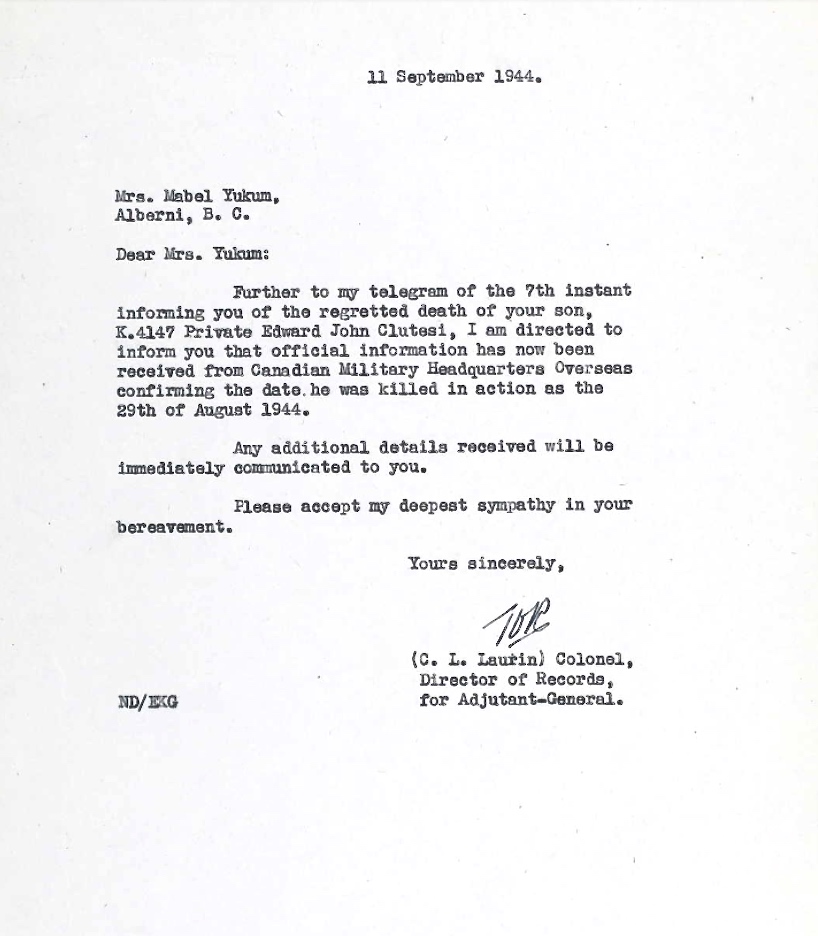 11 September 1944.
Mrs. Mabel Yukum,
Alberni, B. C.
Dear Mrs. Yukum:
Further to my telegram of the 7th instant
informing you of the regretted death of your son,
K.4147 Private Edward John Clutesi, I am directed to
inform you that official information has now been
received from Canadian Military Headquarters Overseas
confirming the date he was killed in action as the
29th of August 1944.
Any additional details received will be
immediately communicated to you.
Please accept my deepest sympathy in your
bereavement.
Yours sincerely,
(C. L. Laurin) Colonel,
Director of Records,
for Adjutant-General.
ND/EKG